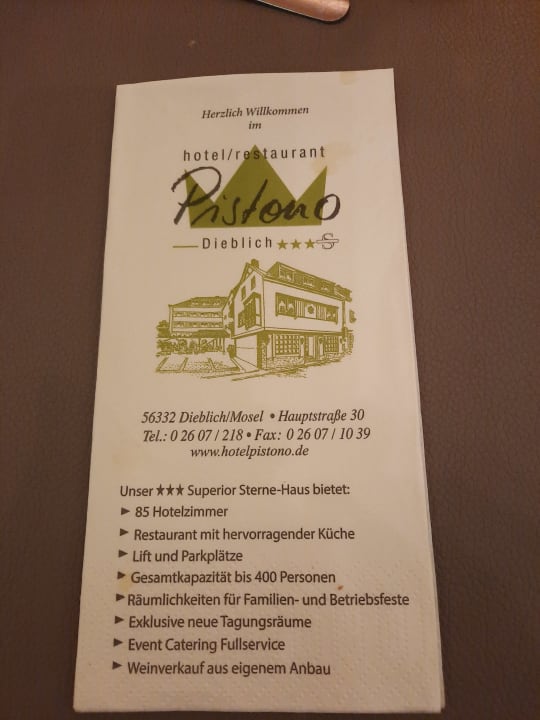 Herzlich Willkommen
im
hotel/restaurant
Pistono
Dieblich ★★★S
56332 Dieblich/Mosel • Hauptstraße 30
Tel.: 0 26 07 / 218 • Fax: 0 26 07 / 10 39
www.hotelpistono.de
Unser ★★★ Superior Sterne-Haus bietet:
► 85 Hotelzimmer
► Restaurant mit hervorragender Küche
► Lift und Parkplätze
► Gesamtkapazität bis 400 Personen
► Räumlichkeiten für Familien- und Betriebsfeste
► Exklusive neue Tagungsräume
► Event Catering Fullservice
► Weinverkauf aus eigenem Anbau